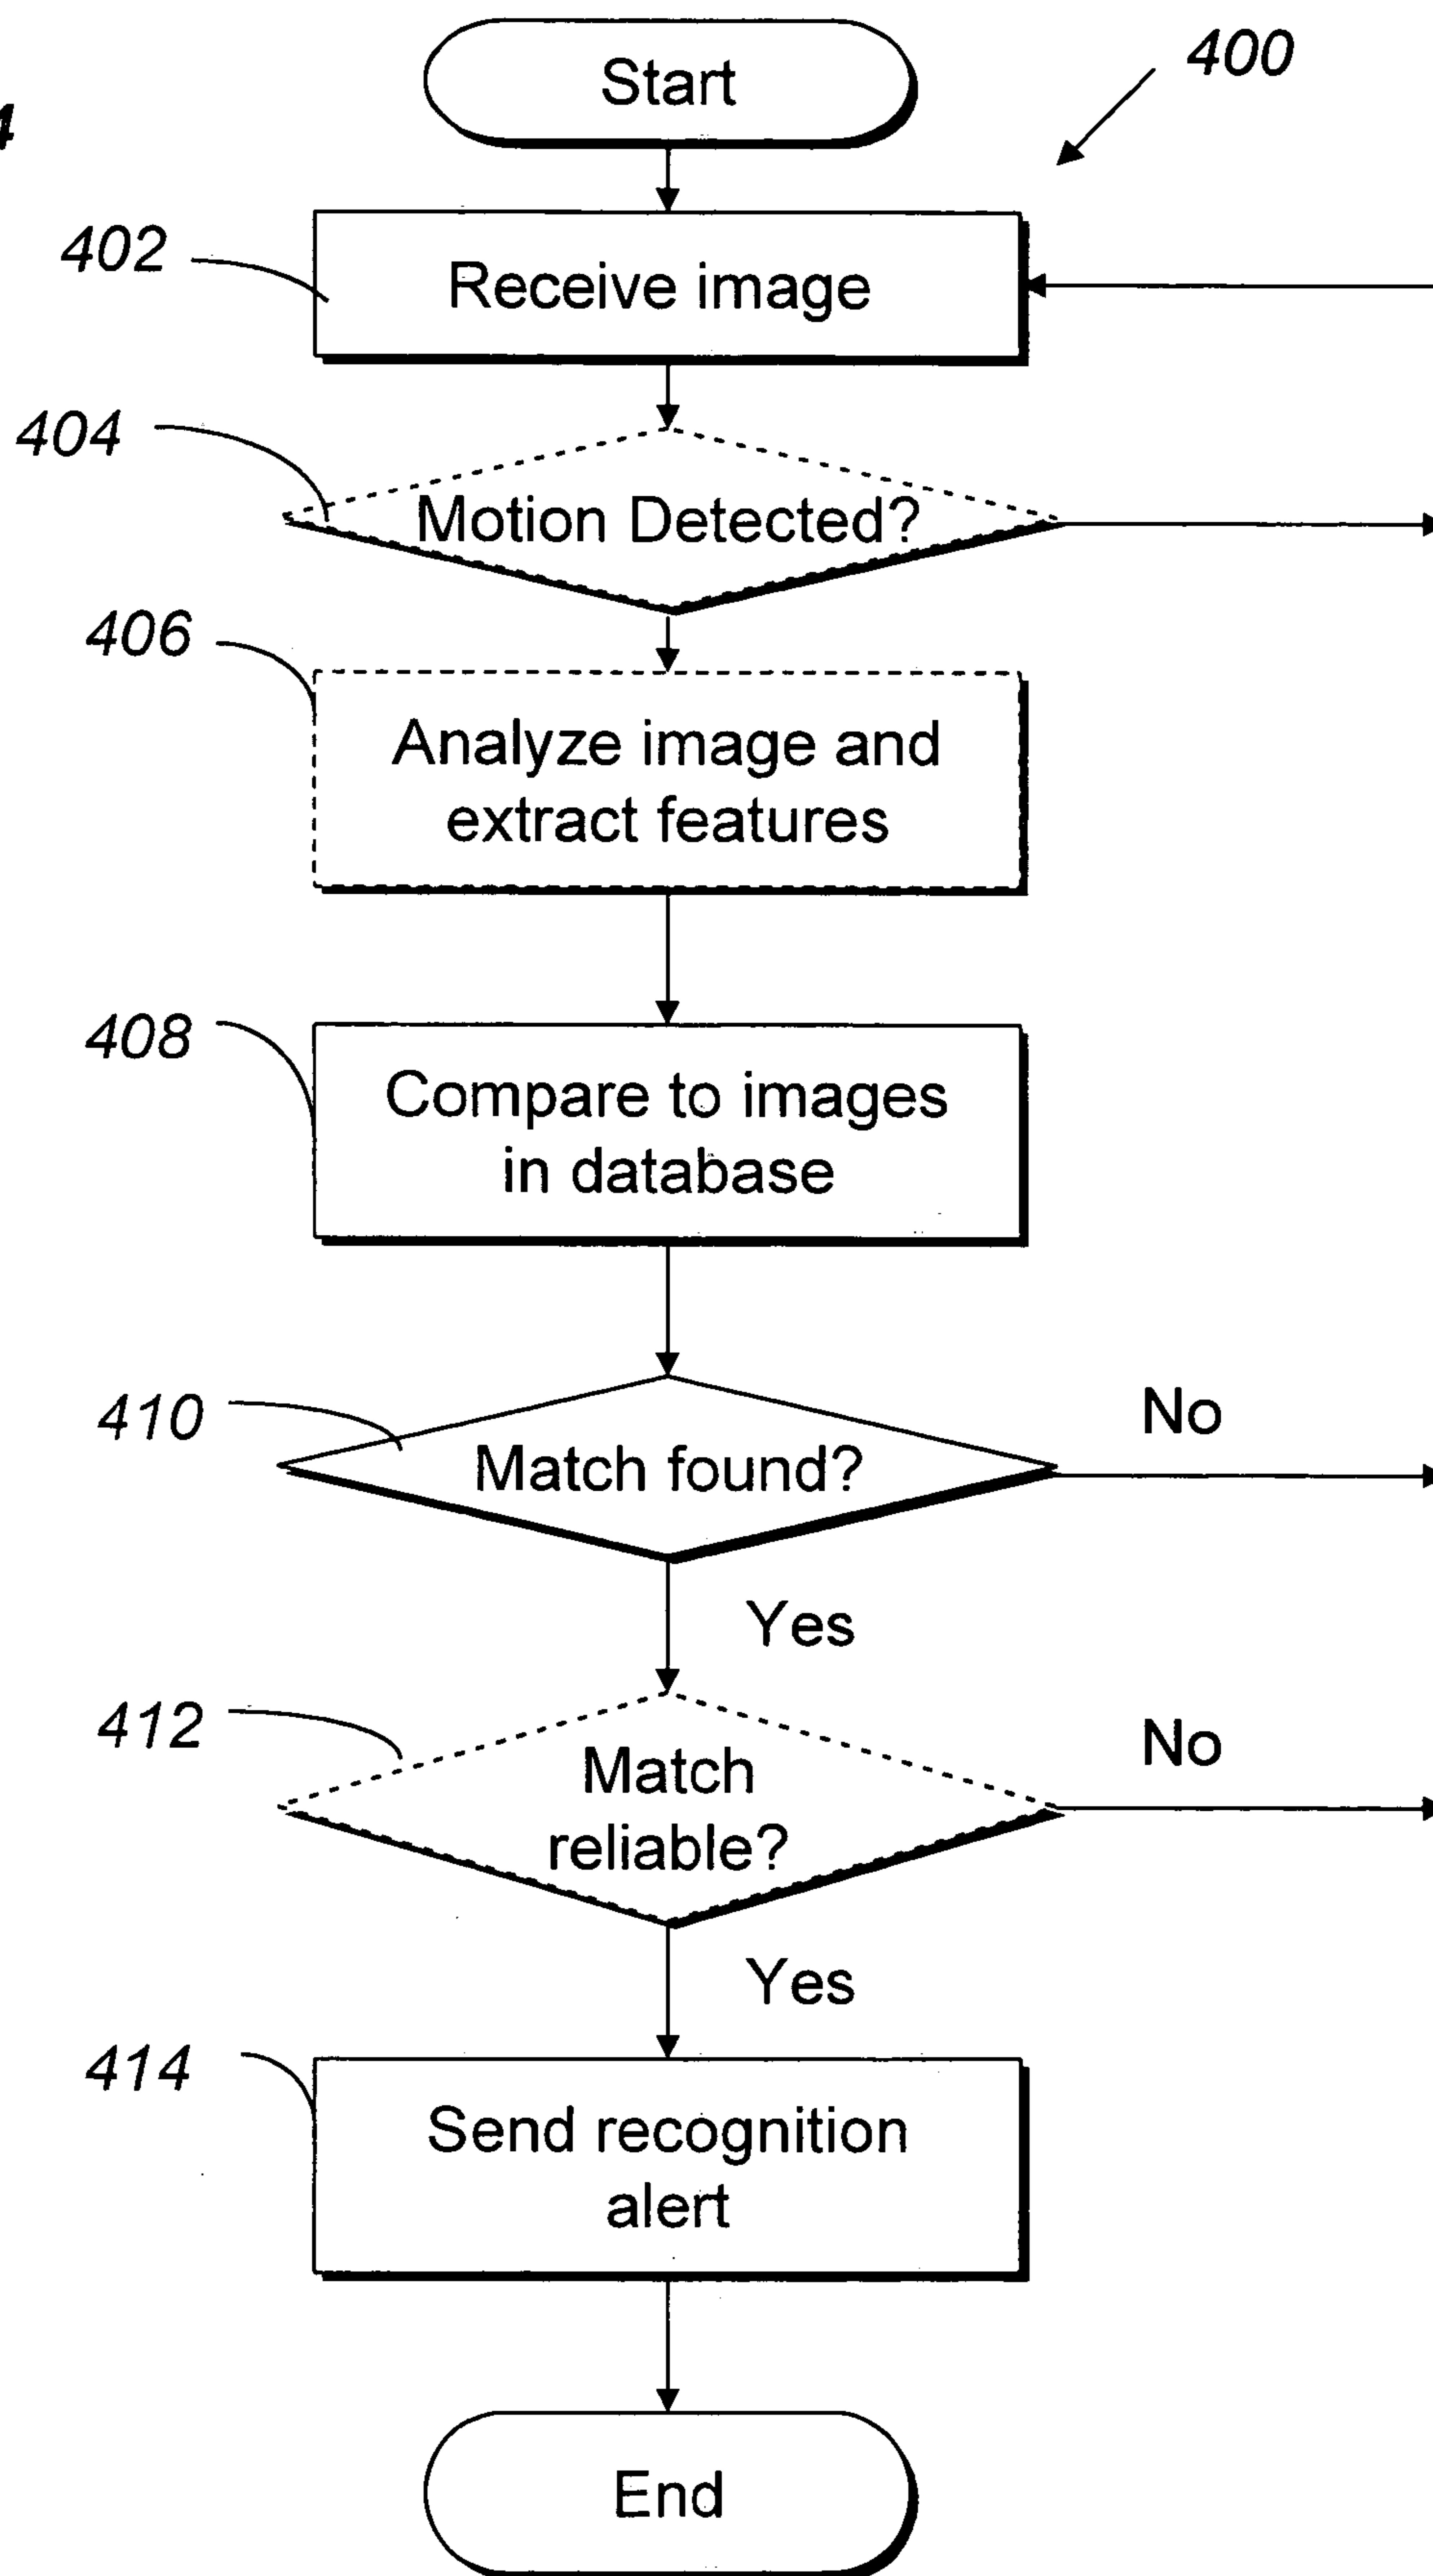 Start
400
4
402
Receive image
404
Motion Detected?
406
Analyze image and
extract features
408
Compare to images
in database
410
Match found?
No
Yes
412
Match
reliable?
No
Yes
414
Send recognition
alert
End